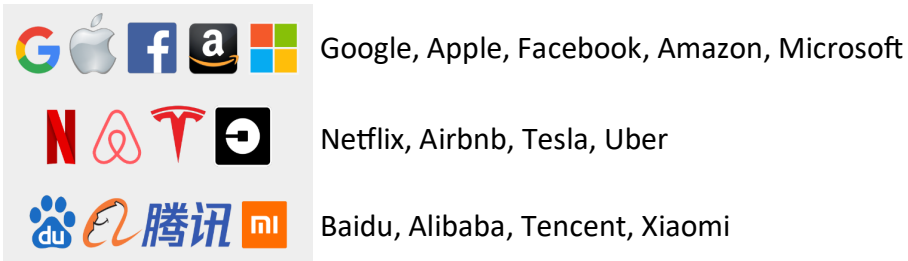 G f a Google, Apple, Facebook, Amazon, Microsoft
N Netflix, Airbnb, Tesla, Uber
du 腾讯 mi Baidu, Alibaba, Tencent, Xiaomi